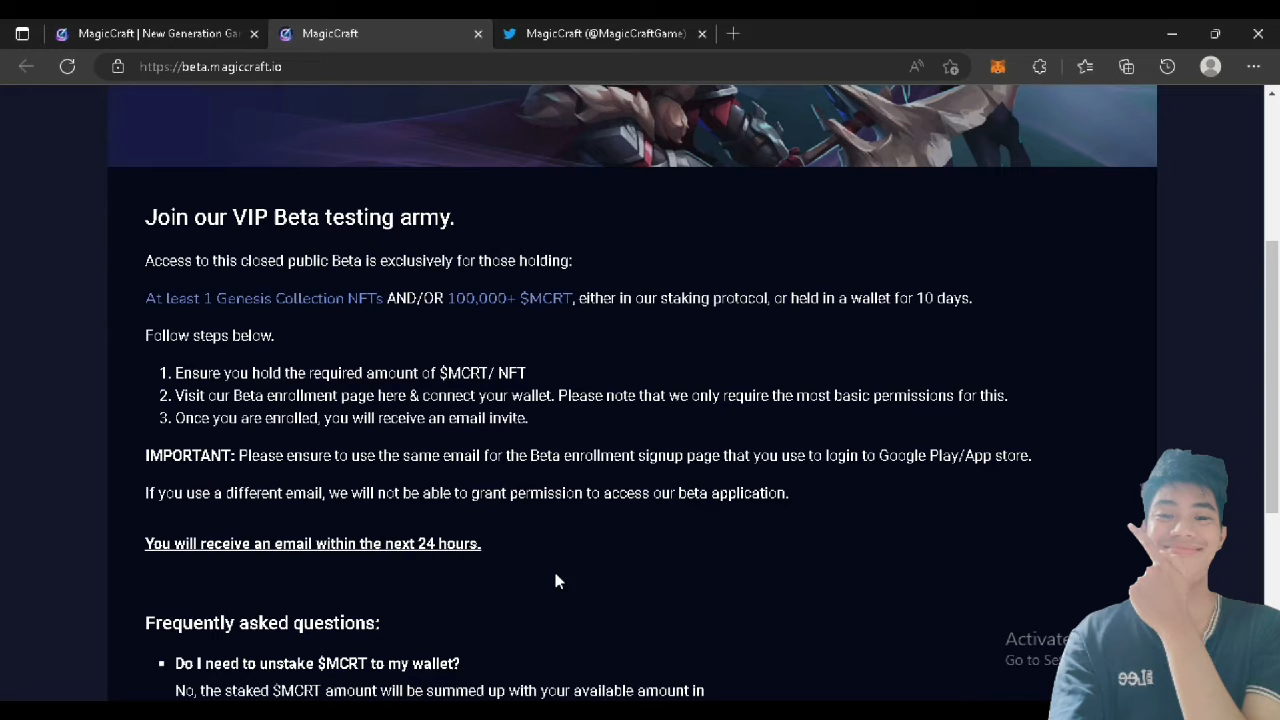 MagicCraft | New Generation Gar
MagicCraft
MagicCraft (@MagicCraftGame)
https://beta.magiccraft.io
Join our VIP Beta testing army.
Access to this closed public Beta is exclusively for those holding:
At least 1 Genesis Collection NFTs AND/OR 100,000+ $MCRT, either in our staking protocol, or held in a wallet for 10 days.
Follow steps below.
1. Ensure you hold the required amount of $MCRT/ NFT
2. Visit our Beta enrollment page here & connect your wallet. Please note that we only require the most basic permissions for this.
3. Once you are enrolled, you will receive an email invite.
IMPORTANT: Please ensure to use the same email for the Beta enrollment signup page that you use to login to Google Play/App store.
If you use a different email, we will not be able to grant permission to access our beta application.
You will receive an email within the next 24 hours.
Frequently asked questions:
Activate
Go to Se
▪ Do I need to unstake $MCRT to my wallet?
No, the staked $MCRT amount will be summed up with your available amount in